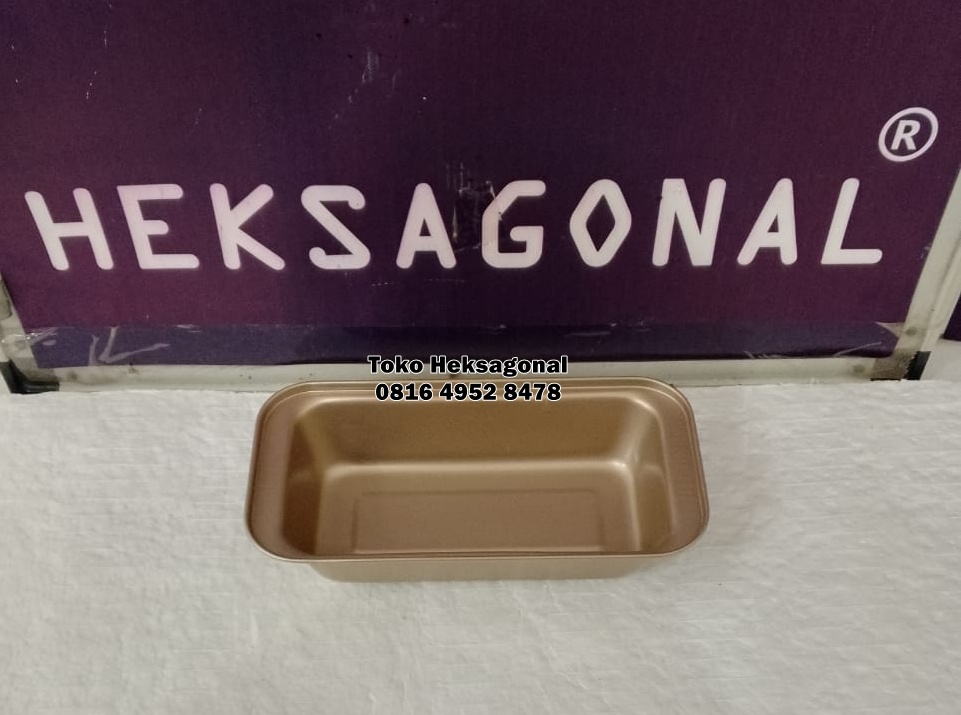 HEKSAGONAL ®
Toko Heksagonal
0816 4952 8478